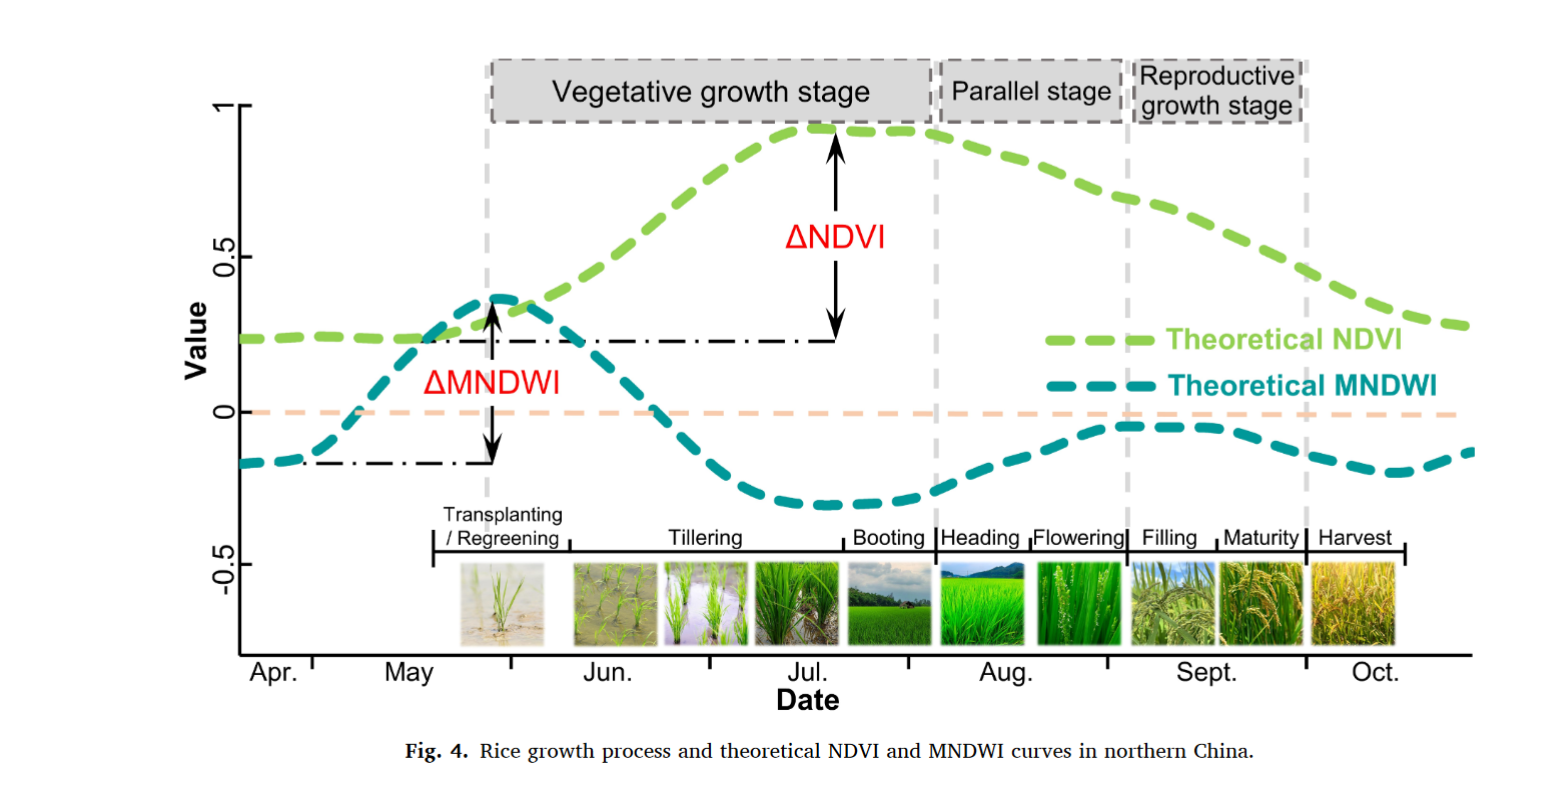 Vegetative growth stage
Parallel stage
Reproductive
growth stage
1
0.5
0
-0.5
Value
ΔNDVI
ΔMNDWI
Theoretical NDVI
Theoretical MNDWI
Transplanting
/ Regreening
Tillering
Booting
Heading
Flowering
Filling
Maturity
Harvest
Apr.
May
Jun.
Jul.
Aug.
Sept.
Oct.
Date
Fig. 4. Rice growth process and theoretical NDVI and MNDWI curves in northern China.